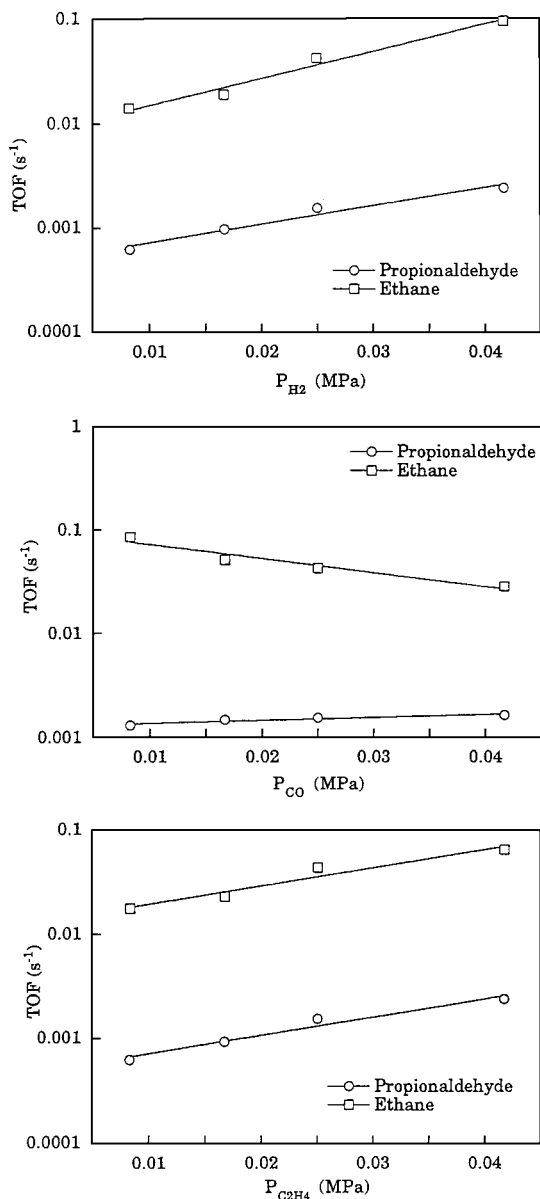 0.1
0.01
0.001
0.0001
TOF (s⁻¹)
Propionaldehyde
Ethane
0.01 0.02 0.03 0.04
P_H2 (MPa)
1
0.1
0.01
0.001
TOF (s⁻¹)
Propionaldehyde
Ethane
0.01 0.02 0.03 0.04
P_CO (MPa)
0.1
0.01
0.001
0.0001
TOF (s⁻¹)
Propionaldehyde
Ethane
0.01 0.02 0.03 0.04
P_C2H4 (MPa)